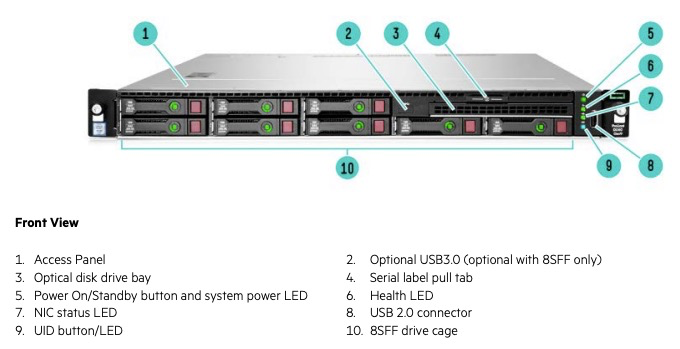 1
2
3
4
5
6
7
8
9
10
Front View
1. Access Panel
2. Optional USB3.0 (optional with 8SFF only)
3. Optical disk drive bay
4. Serial label pull tab
5. Power On/Standby button and system power LED
6. Health LED
7. NIC status LED
8. USB 2.0 connector
9. UID button/LED
10. 8SFF drive cage